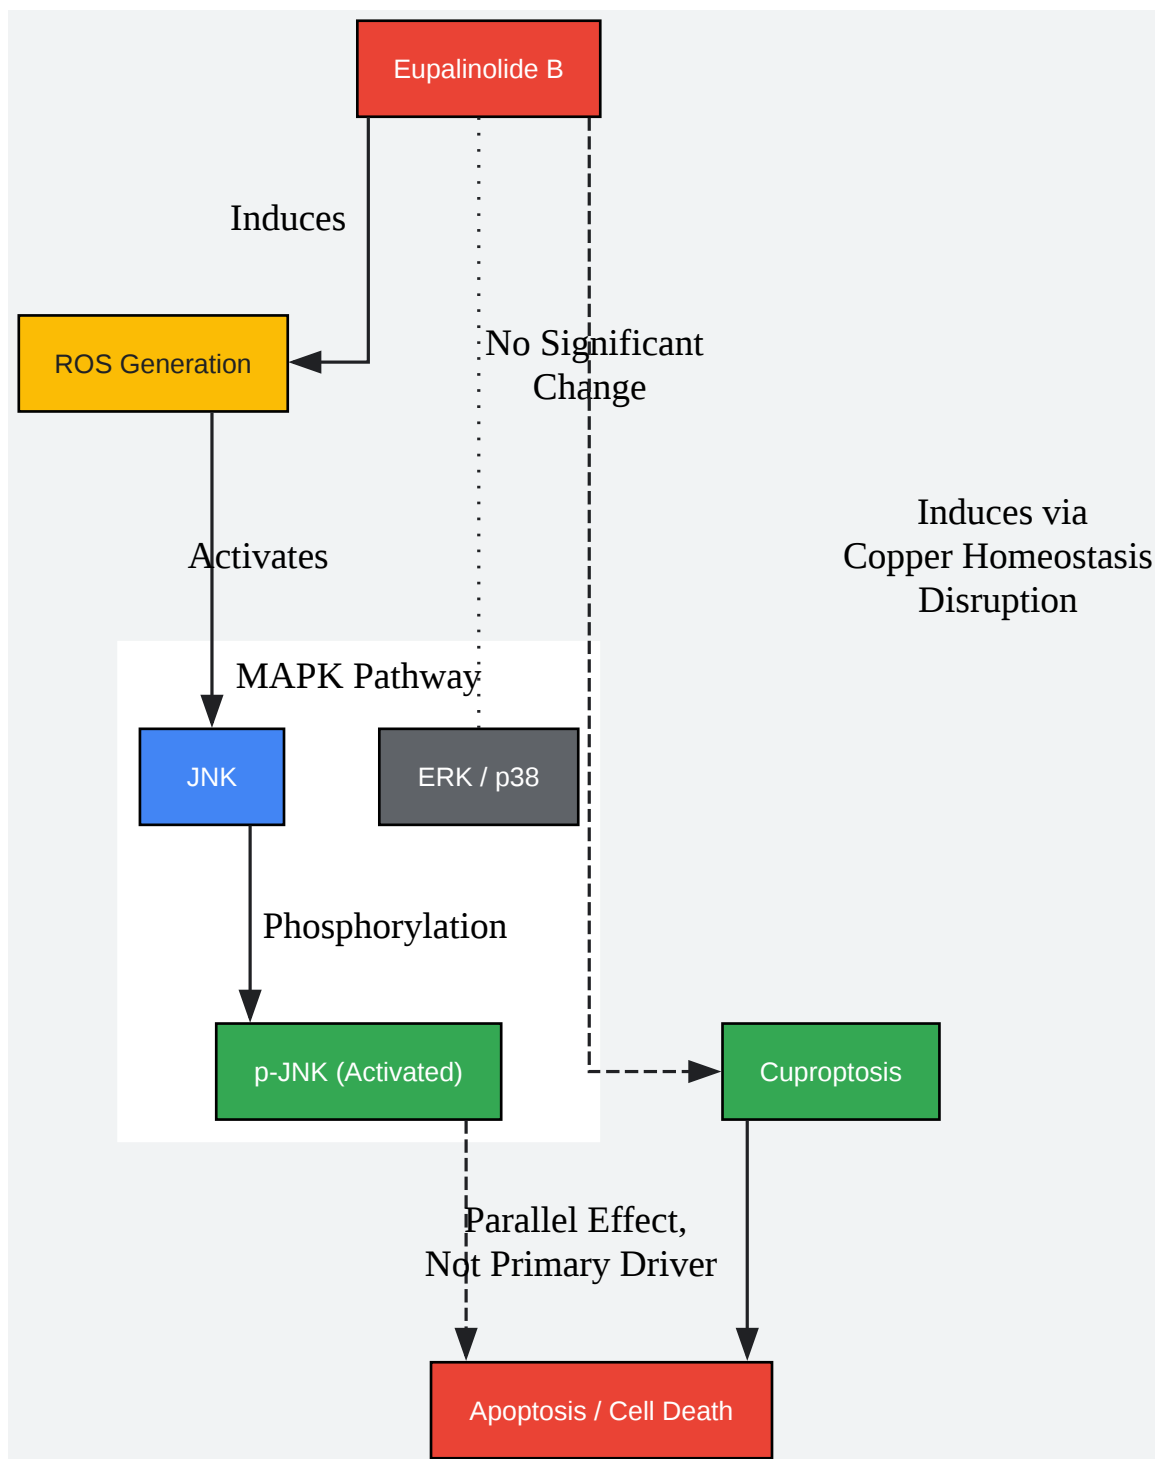 Eupalinolide B
Induces
ROS Generation
No Significant
Change
Induces via
Copper Homeostasis
Disruption
Activates
MAPK Pathway
JNK
ERK / p38
Phosphorylation
p-JNK (Activated)
Cuproptosis
Parallel Effect,
Not Primary Driver
Apoptosis / Cell Death